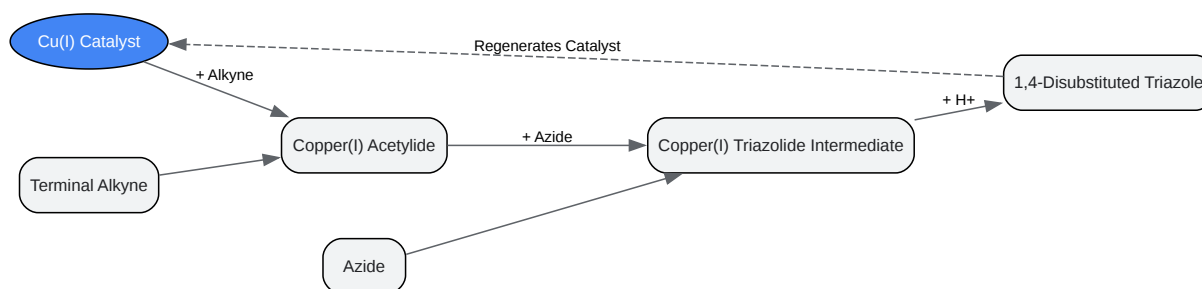 Cu(I) Catalyst
Regenerates Catalyst
+ Alkyne
1,4-Disubstituted Triazole
+ H+
Copper(I) Acetylide
+ Azide
Copper(I) Triazolide Intermediate
Terminal Alkyne
Azide